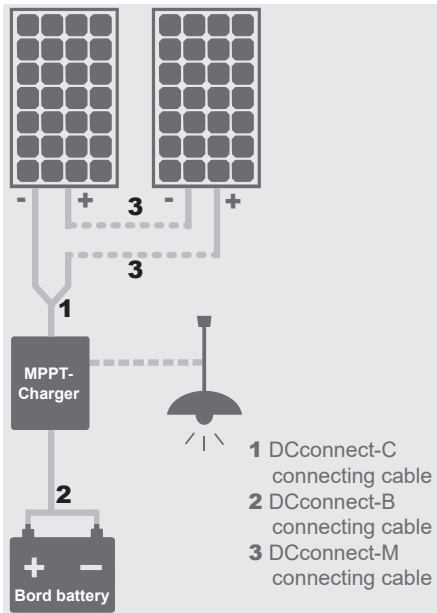 - +
- +
3
3
1
MPPT-
Charger
1 DCconnect-C
connecting cable
2 DCconnect-B
connecting cable
3 DCconnect-M
connecting cable
2
+ −
Bord battery